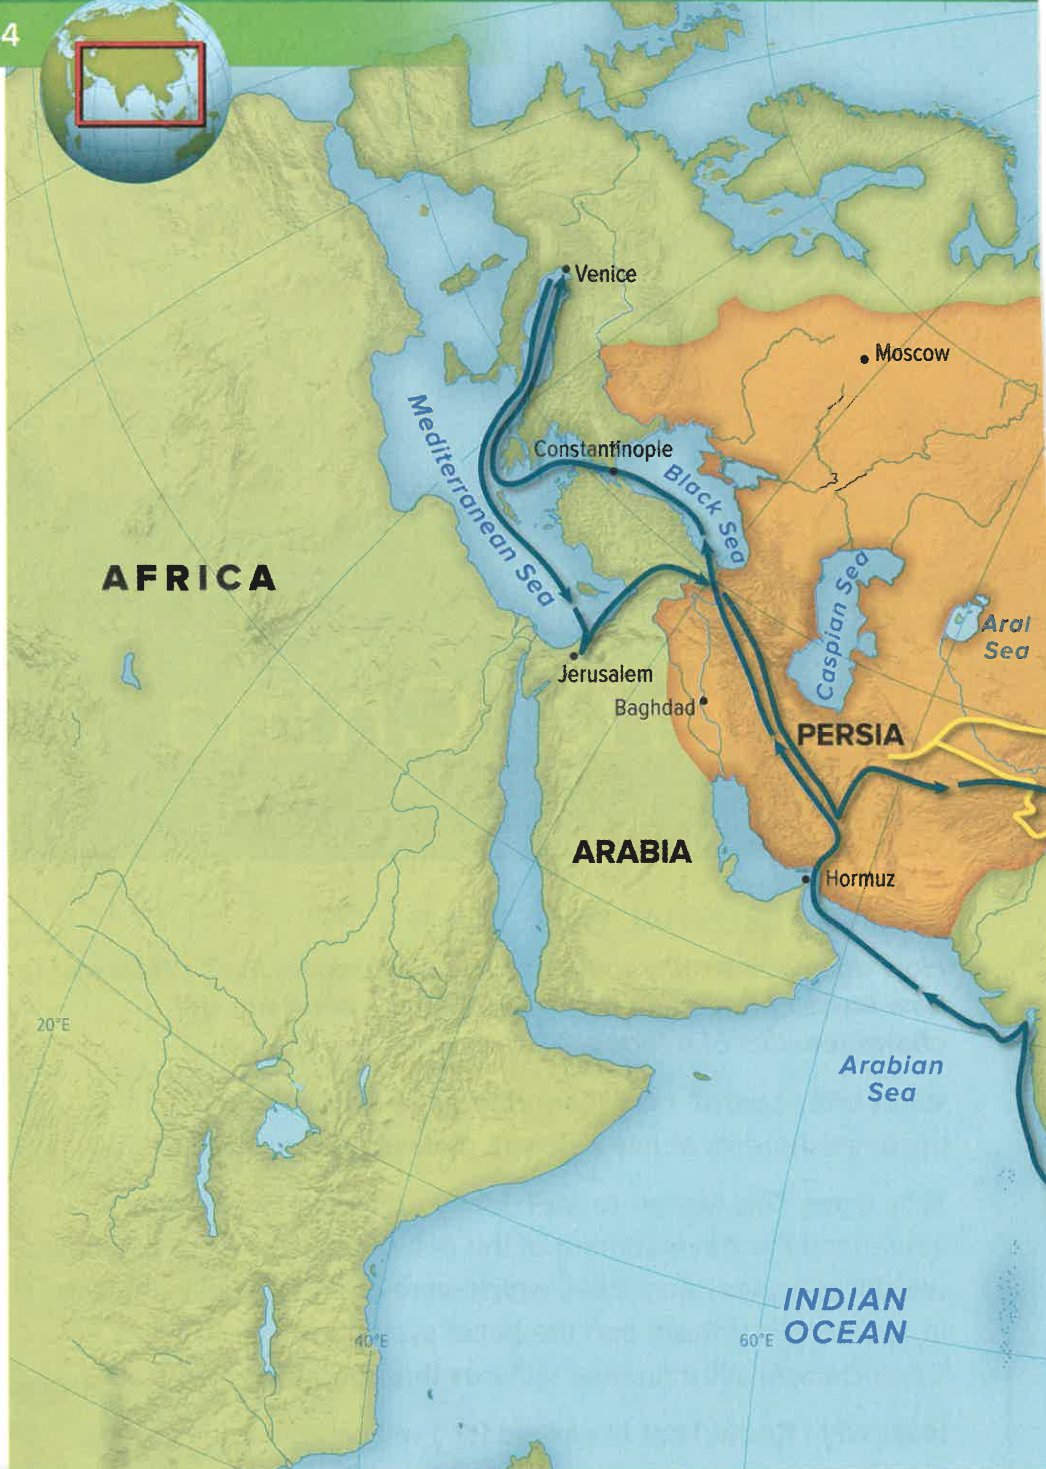 4
Venice
Moscow
Mediterranean Sea
Constantinople
Black Sea
3
AFRICA
Caspian Sea
Aral
Sea
Jerusalem
Baghdad
PERSIA
ARABIA
Hormuz
20°E
Arabian
Sea
INDIAN
OCEAN
40°E
60°E